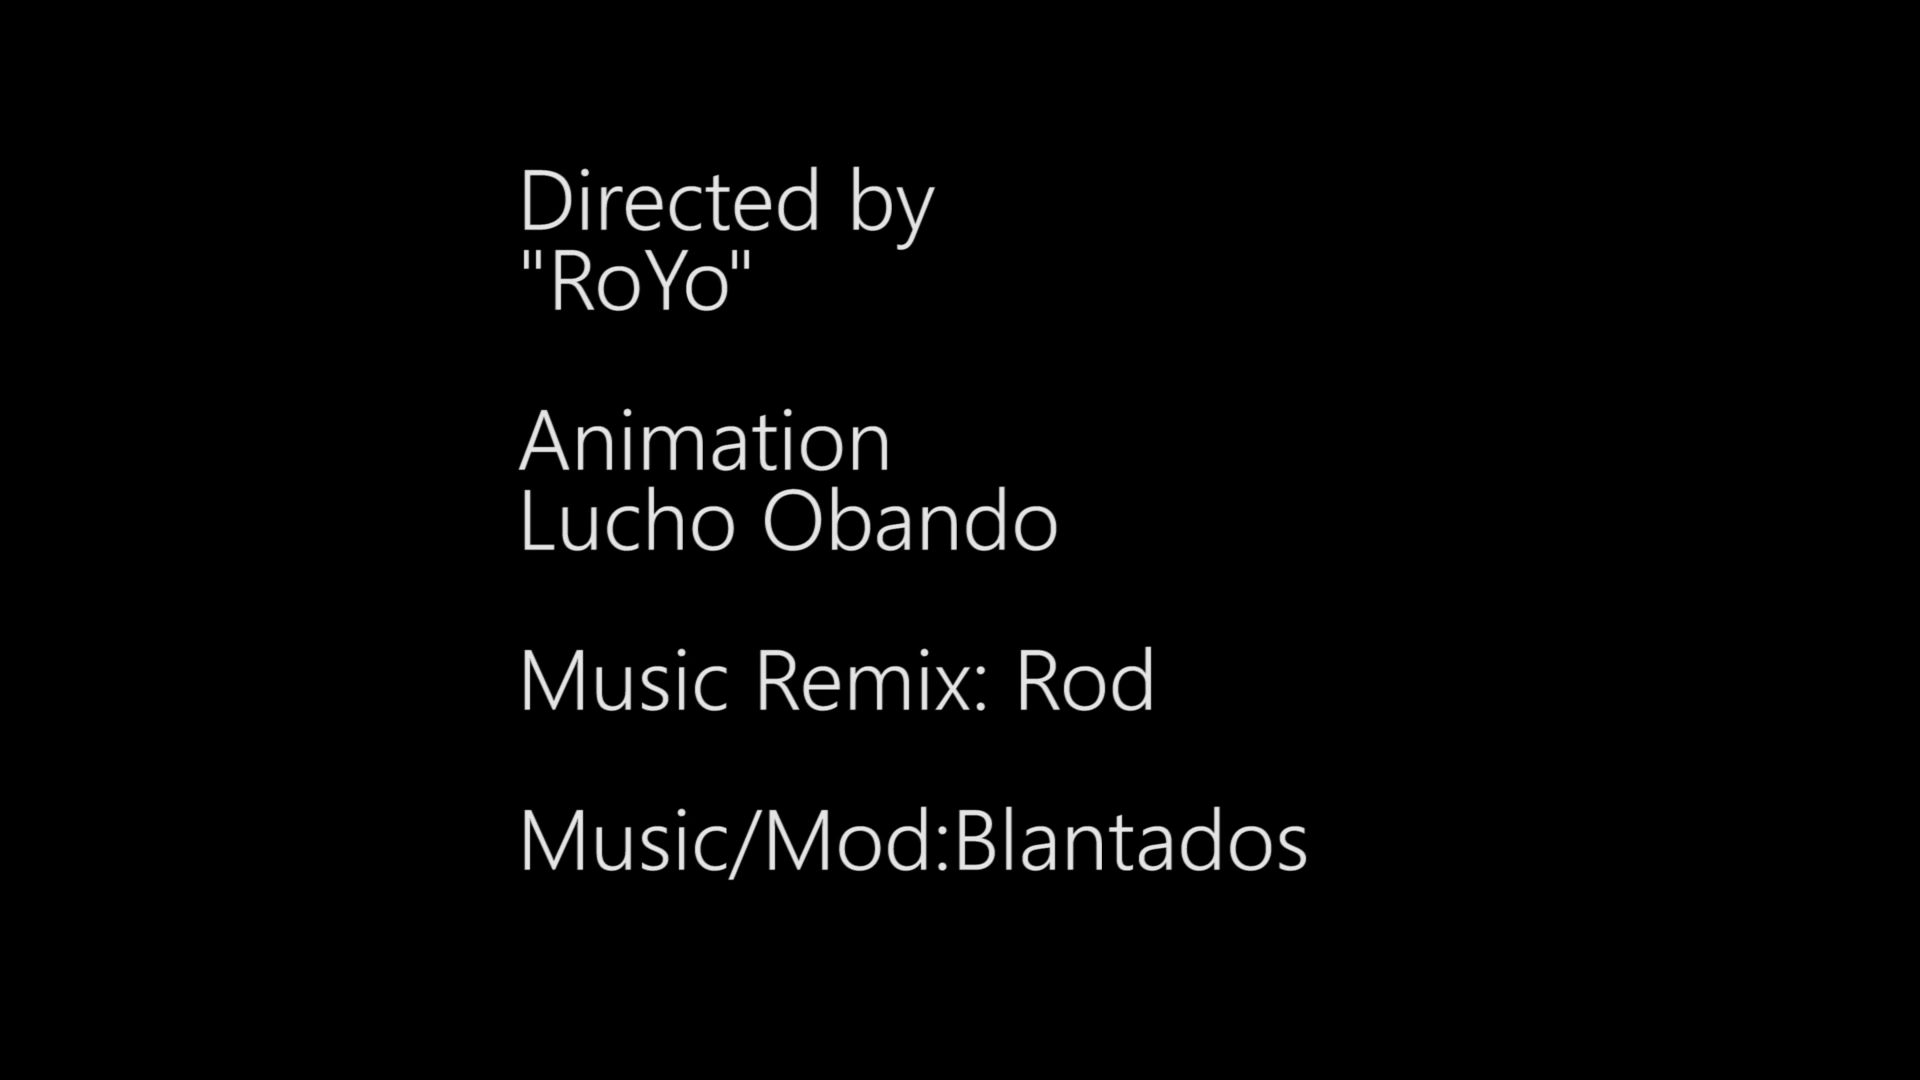 Directed by
"RoYo"
Animation
Lucho Obando
Music Remix: Rod
Music/Mod:Blantados